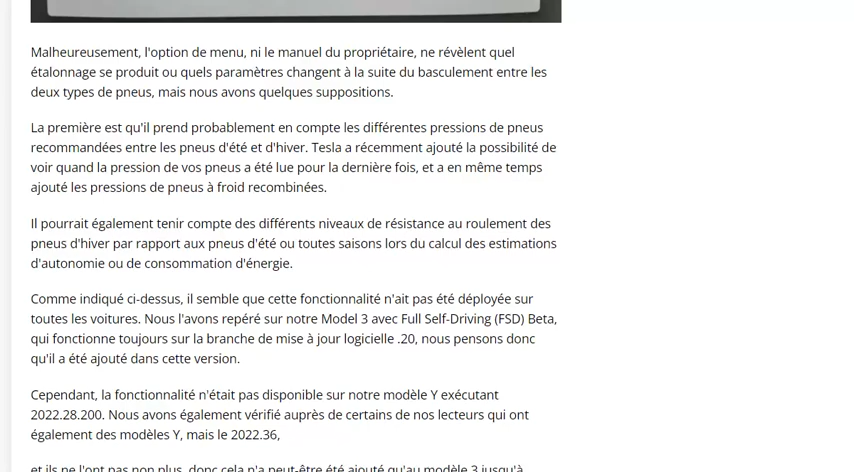 Malheureusement, l'option de menu, ni le manuel du propriétaire, ne révèlent quel
étalonnage se produit ou quels paramètres changent à la suite du basculement entre les
deux types de pneus, mais nous avons quelques suppositions.
La première est qu'il prend probablement en compte les différentes pressions de pneus
recommandées entre les pneus d'été et d'hiver. Tesla a récemment ajouté la possibilité de
voir quand la pression de vos pneus a été lue pour la dernière fois, et a en même temps
ajouté les pressions de pneus à froid recombinées.
Il pourrait également tenir compte des différents niveaux de résistance au roulement des
pneus d'hiver par rapport aux pneus d'été ou toutes saisons lors du calcul des estimations
d'autonomie ou de consommation d'énergie.
Comme indiqué ci-dessus, il semble que cette fonctionnalité n'ait pas été déployée sur
toutes les voitures. Nous l'avons repéré sur notre Model 3 avec Full Self-Driving (FSD) Beta,
qui fonctionne toujours sur la branche de mise à jour logicielle .20, nous pensons donc
qu'il a été ajouté dans cette version.
Cependant, la fonctionnalité n'était pas disponible sur notre modèle Y exécutant
2022.28.200. Nous avons également vérifié auprès de certains de nos lecteurs qui ont
également des modèles Y, mais le 2022.36,
et ils ne l'ont pas non plus, donc cela n'a peut-être été ajouté qu'au modèle 3 jusqu'à